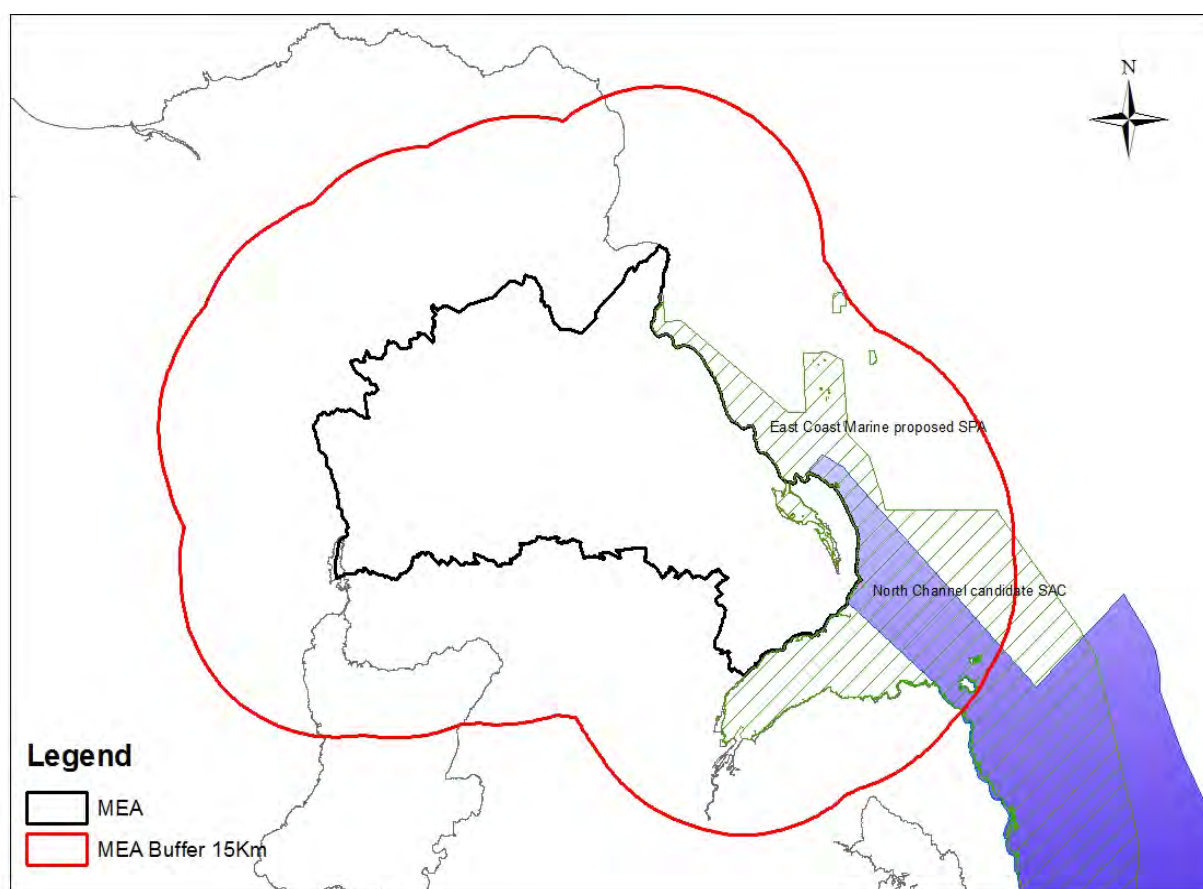 N
East Coast Marine proposed SPA
North Channel candidate SAC
Legend
MEA
MEA Buffer 15Km